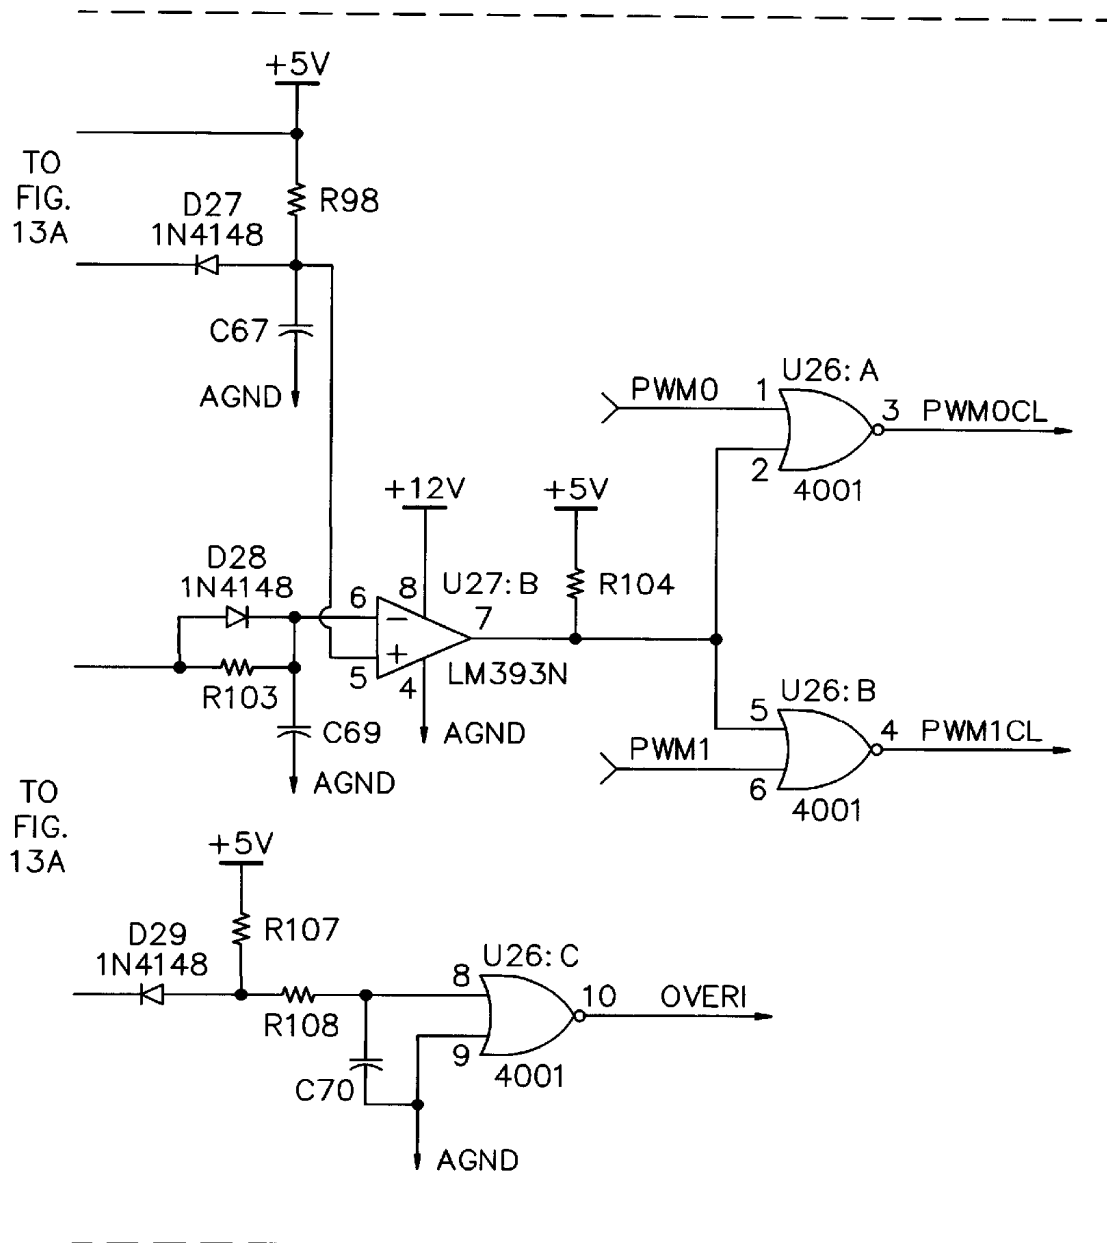 +5V
TO
FIG.
13A
D27
1N4148
R98
C67
AGND
PWM0
1
U26:A
3
PWM0CL
2
4001
+12V
+5V
D28
1N4148
6
8
U27:B
7
R104
−
+
5
4
LM393N
R103
C69
AGND
AGND
U26:B
5
4
PWM1CL
PWM1
6
4001
TO
FIG.
13A
+5V
R107
D29
1N4148
U26:C
8
10
OVERI
R108
9
4001
C70
AGND